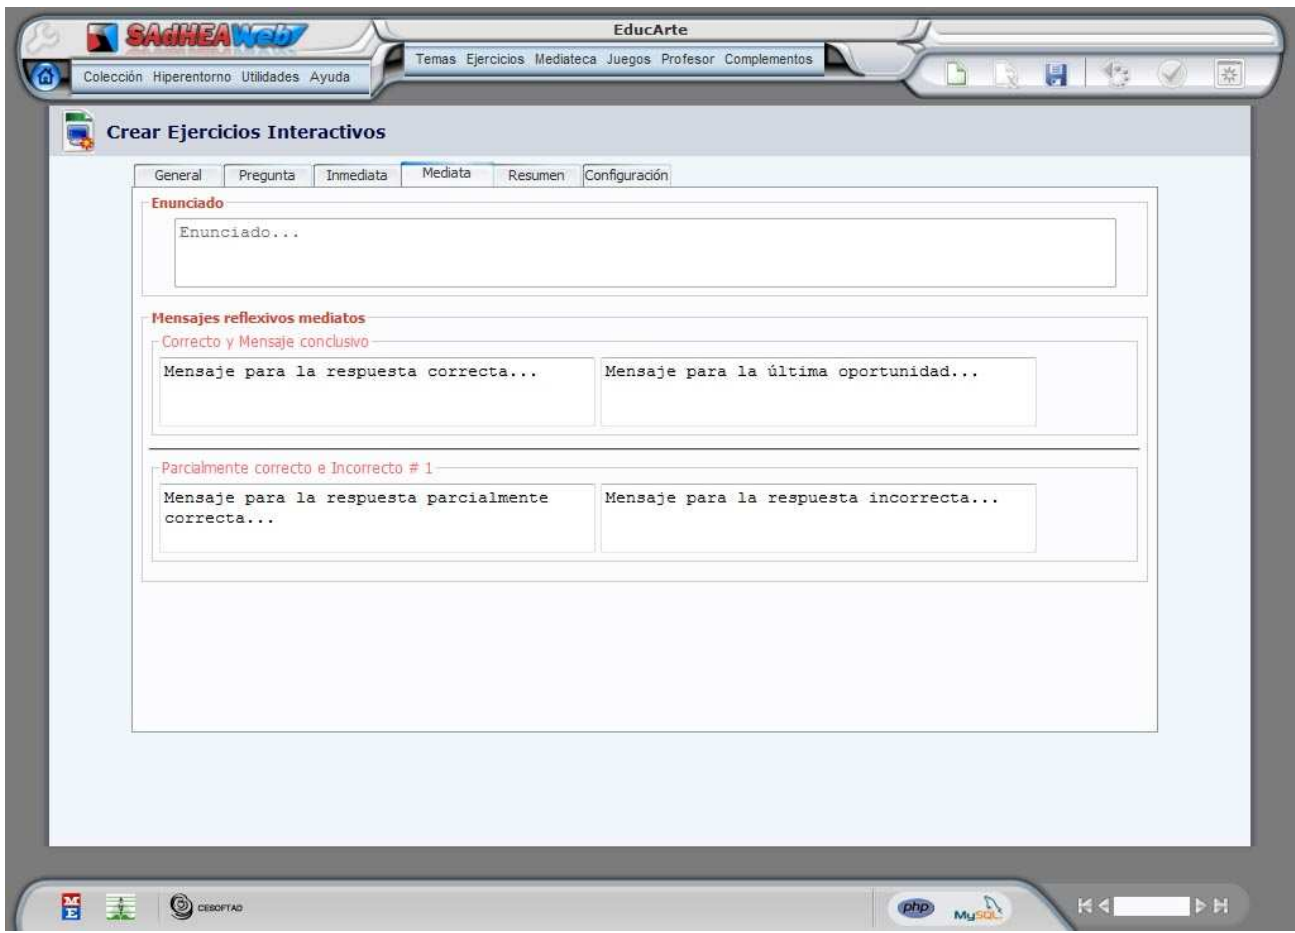 SAdHEAWeb
EducArte
Temas Ejercicios Mediateca Juegos Profesor Complementos
Colección Hiperentorno Utilidades Ayuda
Crear Ejercicios Interactivos
General Pregunta Inmediata Mediata Resumen Configuración
Enunciado
Enunciado...
Mensajes reflexivos mediatos
Correcto y Mensaje conclusivo
Mensaje para la respuesta correcta... Mensaje para la última oportunidad...
Parcialmente correcto e Incorrecto # 1
Mensaje para la respuesta parcialmente Mensaje para la respuesta incorrecta...
correcta...
M
E
CESOFTAD
php
MySQL